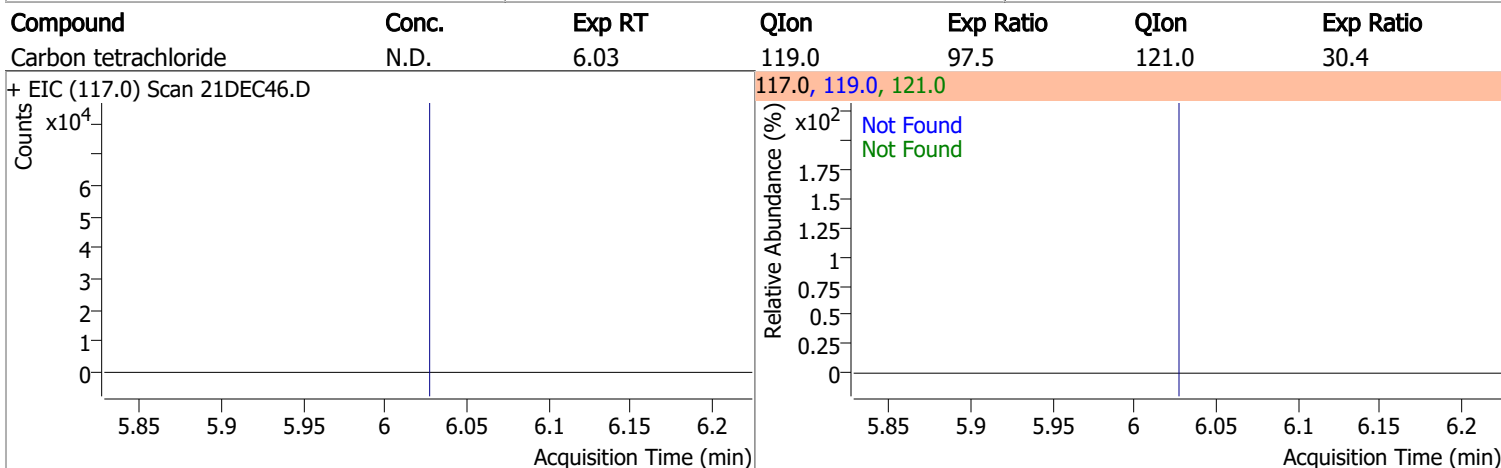 Compound Conc. Exp RT QIon Exp Ratio QIon Exp Ratio
Carbon tetrachloride N.D. 6.03 119.0 97.5 121.0 30.4
+ EIC (117.0) Scan 21DEC46.D
Counts
x10⁴
6
5
4
3
2
1
0
5.85 5.9 5.95 6 6.05 6.1 6.15 6.2
Acquisition Time (min)
117.0, 119.0, 121.0
Relative Abundance (%)
x10²
Not Found
Not Found
1.75
1.5
1.25
1
0.75
0.5
0.25
0
5.85 5.9 5.95 6 6.05 6.1 6.15 6.2
Acquisition Time (min)